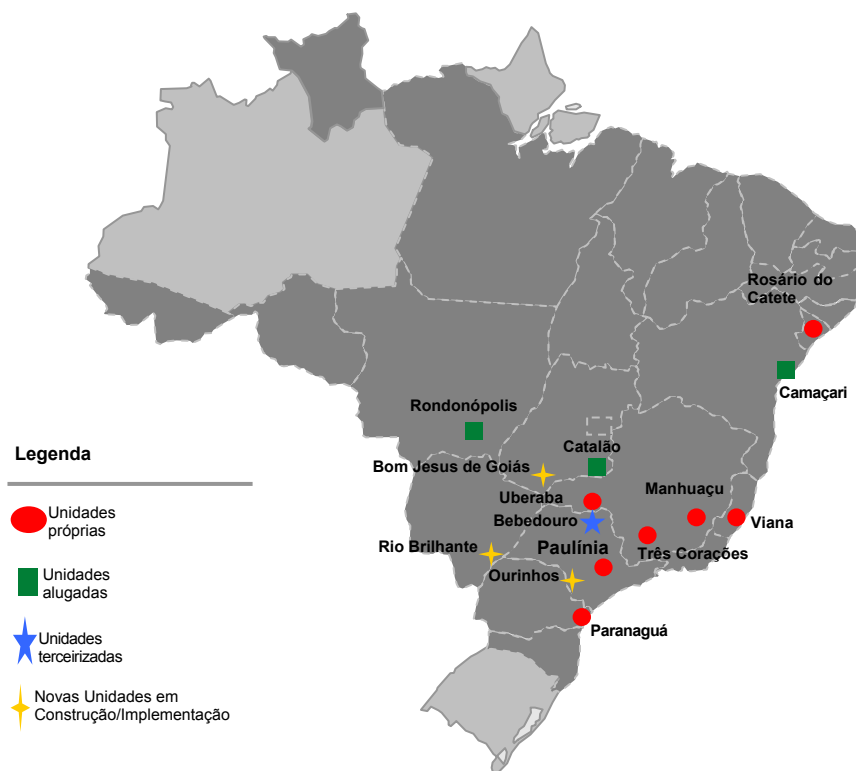 Rosário do
Catete
Camaçari
Rondonópolis
Catalão
Bom Jesus de Goiás
Uberaba
Manhuaçu
Bebedouro
Viana
Rio Brilhante
Paulínia
Três Corações
Ourinhos
Paranaguá
Legenda
Unidades
próprias
Unidades
alugadas
Unidades
terceirizadas
Novas Unidades em
Construção/Implementação